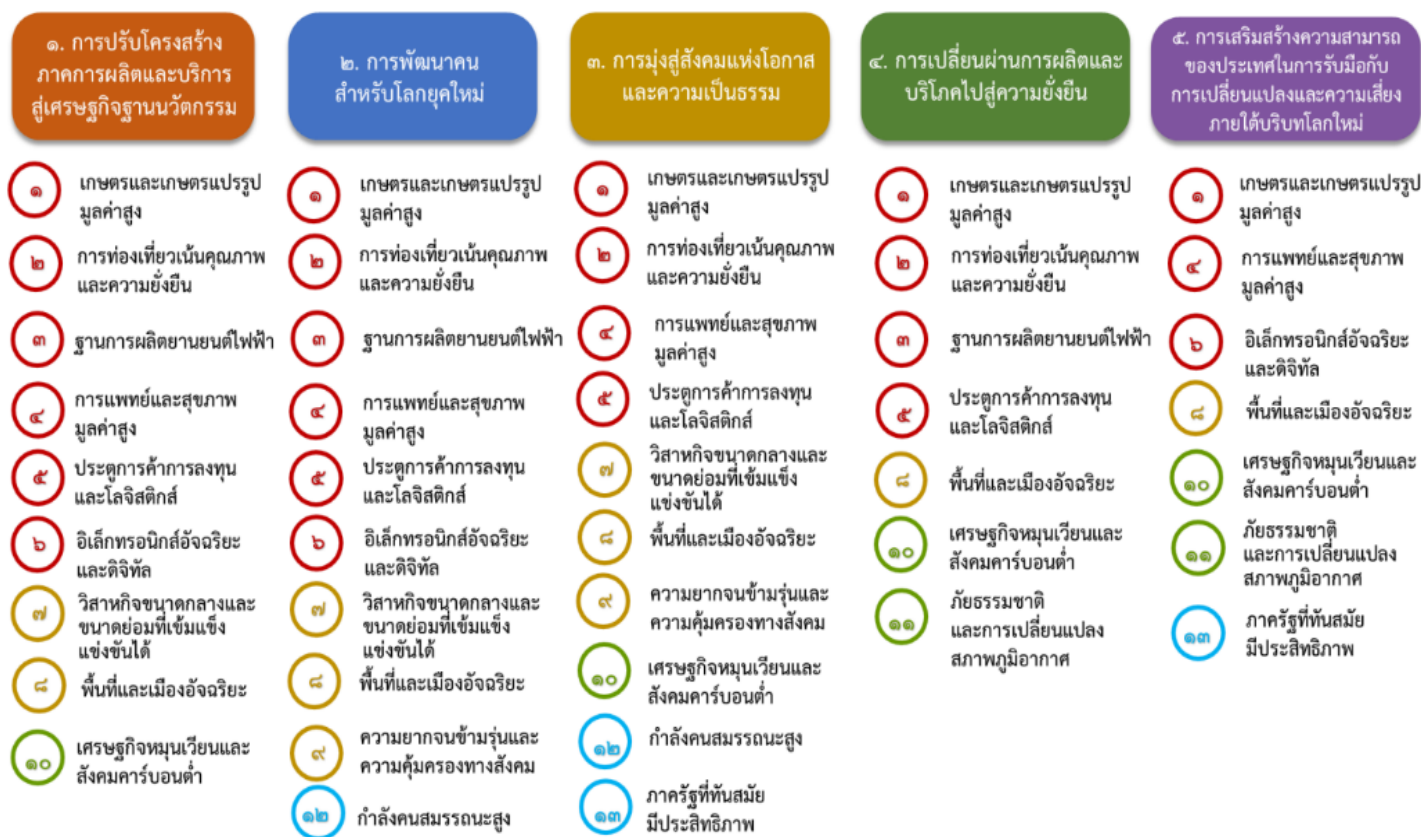 ๑. การปรับโครงสร้าง
ภาคการผลิตและบริการ
สู่เศรษฐกิจฐานนวัตกรรม
๑
เกษตรและเกษตรแปรรูป
มูลค่าสูง
๒
การท่องเที่ยวเน้นคุณภาพ
และความยั่งยืน
๓
ฐานการผลิตยานยนต์ไฟฟ้า
๔
การแพทย์และสุขภาพ
มูลค่าสูง
๕
ประตูการค้าการลงทุน
และโลจิสติกส์
๖
อิเล็กทรอนิกส์อัจฉริยะ
และดิจิทัล
๗
วิสาหกิจขนาดกลางและ
ขนาดย่อมที่เข้มแข็ง
แข่งขันได้
๘
พื้นที่และเมืองอัจฉริยะ
๑๐
เศรษฐกิจหมุนเวียนและ
สังคมคาร์บอนต่ำ
๒. การพัฒนาคน
สำหรับโลกยุคใหม่
๑
เกษตรและเกษตรแปรรูป
มูลค่าสูง
๒
การท่องเที่ยวเน้นคุณภาพ
และความยั่งยืน
๓
ฐานการผลิตยานยนต์ไฟฟ้า
๔
การแพทย์และสุขภาพ
มูลค่าสูง
๕
ประตูการค้าการลงทุน
และโลจิสติกส์
๖
อิเล็กทรอนิกส์อัจฉริยะ
และดิจิทัล
๗
วิสาหกิจขนาดกลางและ
ขนาดย่อมที่เข้มแข็ง
แข่งขันได้
๘
พื้นที่และเมืองอัจฉริยะ
๙
ความยากจนข้ามรุ่นและ
ความคุ้มครองทางสังคม
๑๒
กำลังคนสมรรถนะสูง
๓. การมุ่งสู่สังคมแห่งโอกาส
และความเป็นธรรม
๑
เกษตรและเกษตรแปรรูป
มูลค่าสูง
๒
การท่องเที่ยวเน้นคุณภาพ
และความยั่งยืน
๔
การแพทย์และสุขภาพ
มูลค่าสูง
๕
ประตูการค้าการลงทุน
และโลจิสติกส์
๗
วิสาหกิจขนาดกลางและ
ขนาดย่อมที่เข้มแข็ง
แข่งขันได้
๘
พื้นที่และเมืองอัจฉริยะ
๙
ความยากจนข้ามรุ่นและ
ความคุ้มครองทางสังคม
๑๐
เศรษฐกิจหมุนเวียนและ
สังคมคาร์บอนต่ำ
๑๒
กำลังคนสมรรถนะสูง
๑๓
ภาครัฐที่ทันสมัย
มีประสิทธิภาพ
๔. การเปลี่ยนผ่านการผลิตและ
บริโภคไปสู่ความยั่งยืน
๑
เกษตรและเกษตรแปรรูป
มูลค่าสูง
๒
การท่องเที่ยวเน้นคุณภาพ
และความยั่งยืน
๓
ฐานการผลิตยานยนต์ไฟฟ้า
๕
ประตูการค้าการลงทุน
และโลจิสติกส์
๘
พื้นที่และเมืองอัจฉริยะ
๑๐
เศรษฐกิจหมุนเวียนและ
สังคมคาร์บอนต่ำ
๑๑
ภัยธรรมชาติ
และการเปลี่ยนแปลง
สภาพภูมิอากาศ
๕. การเสริมสร้างความสามารถ
ของประเทศในการรับมือกับ
การเปลี่ยนแปลงและความเสี่ยง
ภายใต้บริบทโลกใหม่
๑
เกษตรและเกษตรแปรรูป
มูลค่าสูง
๔
การแพทย์และสุขภาพ
มูลค่าสูง
๖
อิเล็กทรอนิกส์อัจฉริยะ
และดิจิทัล
๘
พื้นที่และเมืองอัจฉริยะ
๑๐
เศรษฐกิจหมุนเวียนและ
สังคมคาร์บอนต่ำ
๑๑
ภัยธรรมชาติ
และการเปลี่ยนแปลง
สภาพภูมิอากาศ
๑๓
ภาครัฐที่ทันสมัย
มีประสิทธิภาพ